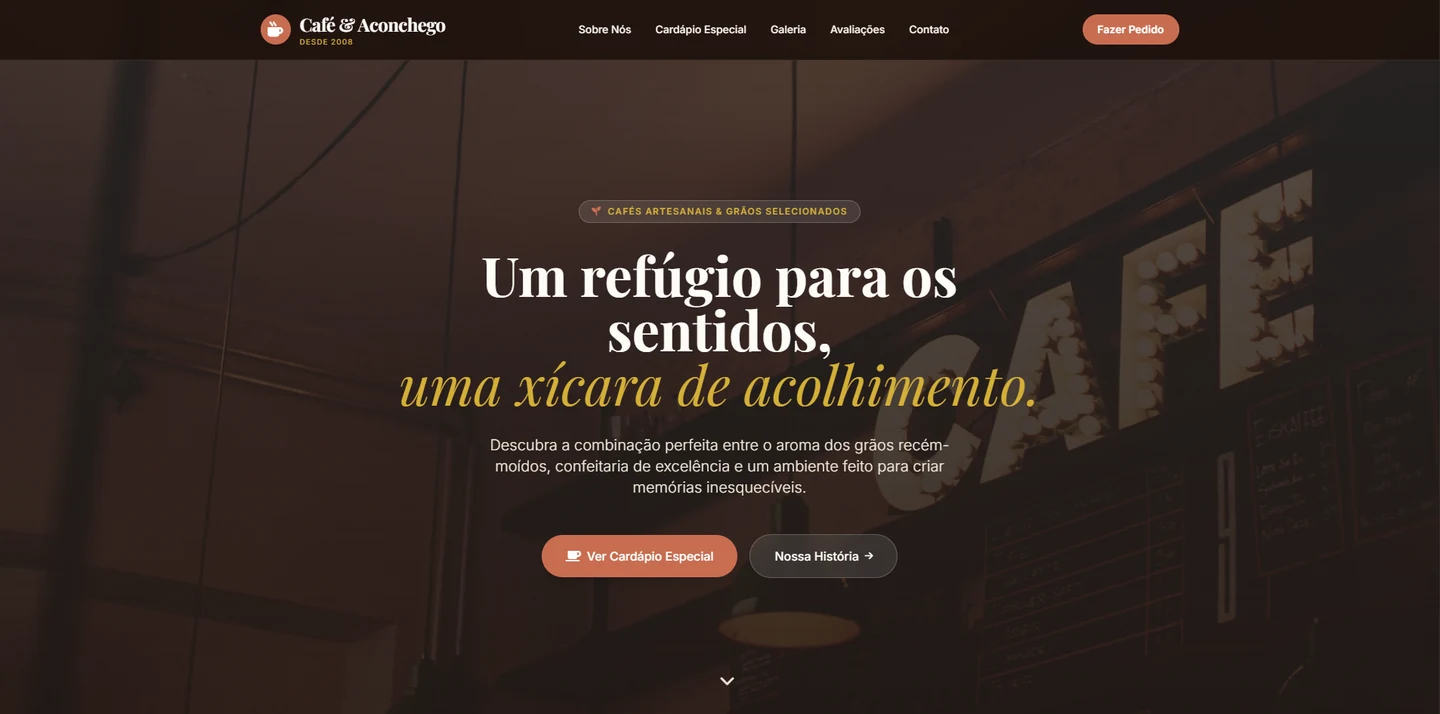 Café & Aconchego
DESDE 2008
Sobre Nós
Cardápio Especial
Galeria
Avaliações
Contato
Fazer Pedido
CAFÉS ARTESANAIS & GRÃOS SELECIONADOS
Um refúgio para os
sentidos,
uma xícara de acolhimento.
CAFE
Descubra a combinação perfeita entre o aroma dos grãos recém-
moídos, confeitaria de excelência e um ambiente feito para criar
memórias inesquecíveis.
Ver Cardápio Especial
Nossa História →